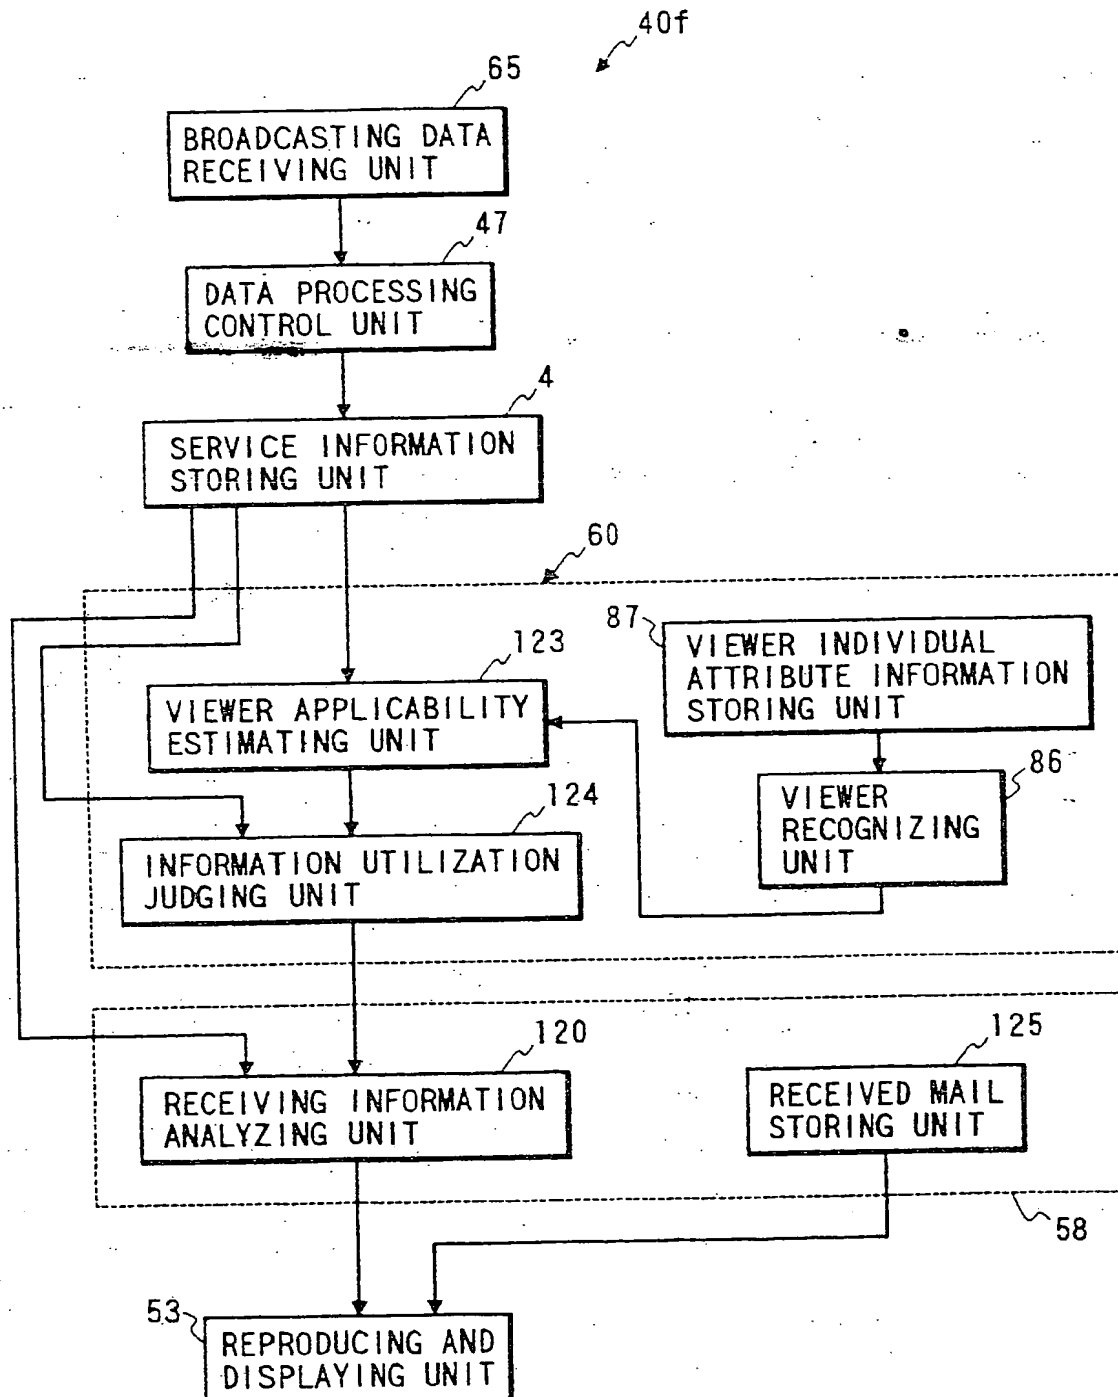 40f
65
BROADCASTING DATA
RECEIVING UNIT
47
DATA PROCESSING
CONTROL UNIT
4
SERVICE INFORMATION
STORING UNIT
60
87
VIEWER INDIVIDUAL
ATTRIBUTE INFORMATION
STORING UNIT
123
VIEWER APPLICABILITY
ESTIMATING UNIT
86
VIEWER
RECOGNIZING
UNIT
124
INFORMATION UTILIZATION
JUDGING UNIT
120
RECEIVING INFORMATION
ANALYZING UNIT
125
RECEIVED MAIL
STORING UNIT
58
53
REPRODUCING AND
DISPLAYING UNIT